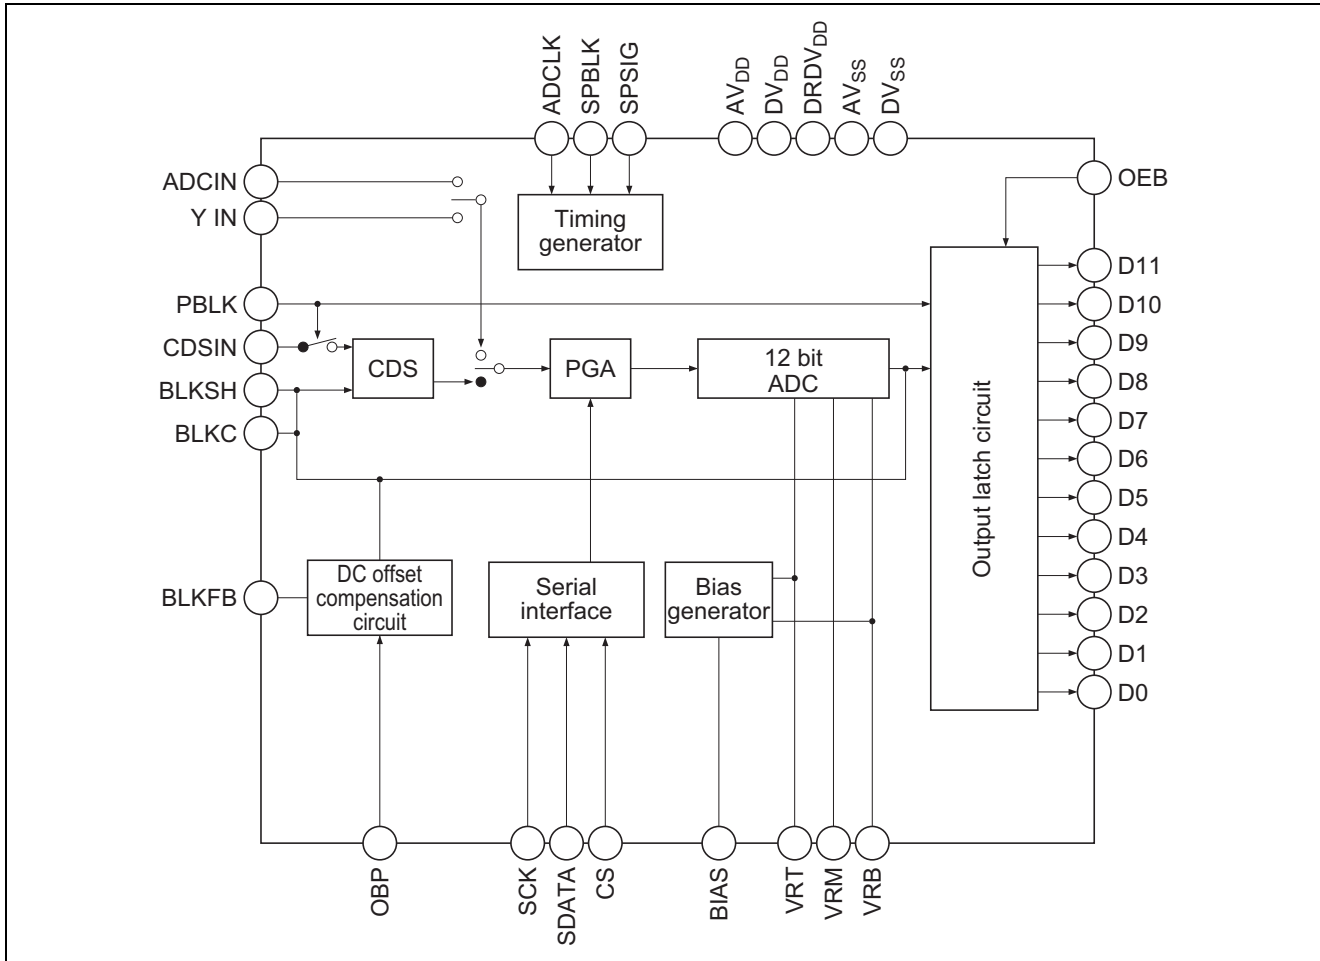 ADCLK
SPBLK
SPSIG
AVDD
DVDD
DRDVDD
AVSS
DVSS
ADCIN
Y IN
PBLK
CDSIN
BLKSH
BLKC
BLKFB
Timing
generator
CDS
PGA
12 bit
ADC
Output latch circuit
DC offset
compensation
circuit
Serial
interface
Bias
generator
OEB
D11
D10
D9
D8
D7
D6
D5
D4
D3
D2
D1
D0
OBP
SCK
SDATA
CS
BIAS
VRT
VRM
VRB